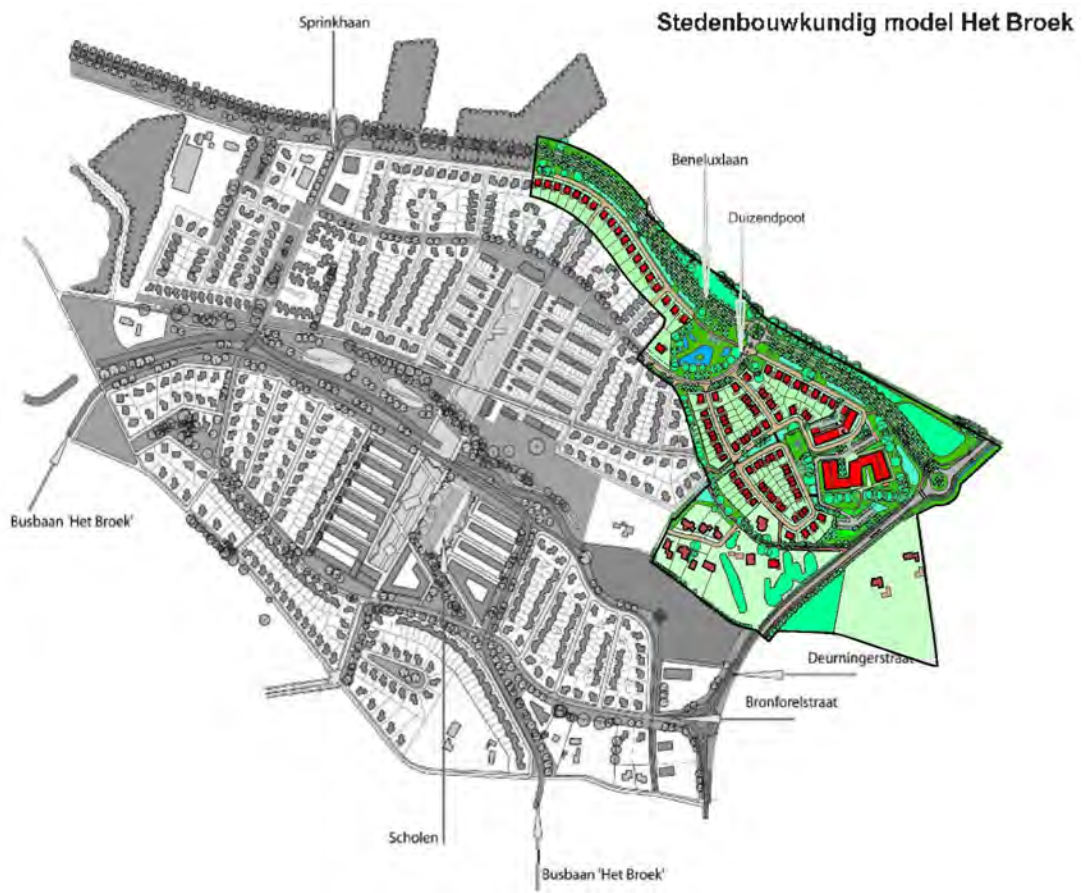 Stedenbouwkundig model Het Broek
Sprinkhaan
Beneluxlaan
Duizendpoot
Busbaan 'Het Broek'
Deurningerstraat
Bronforelstraat
Scholen
Busbaan 'Het Broek'